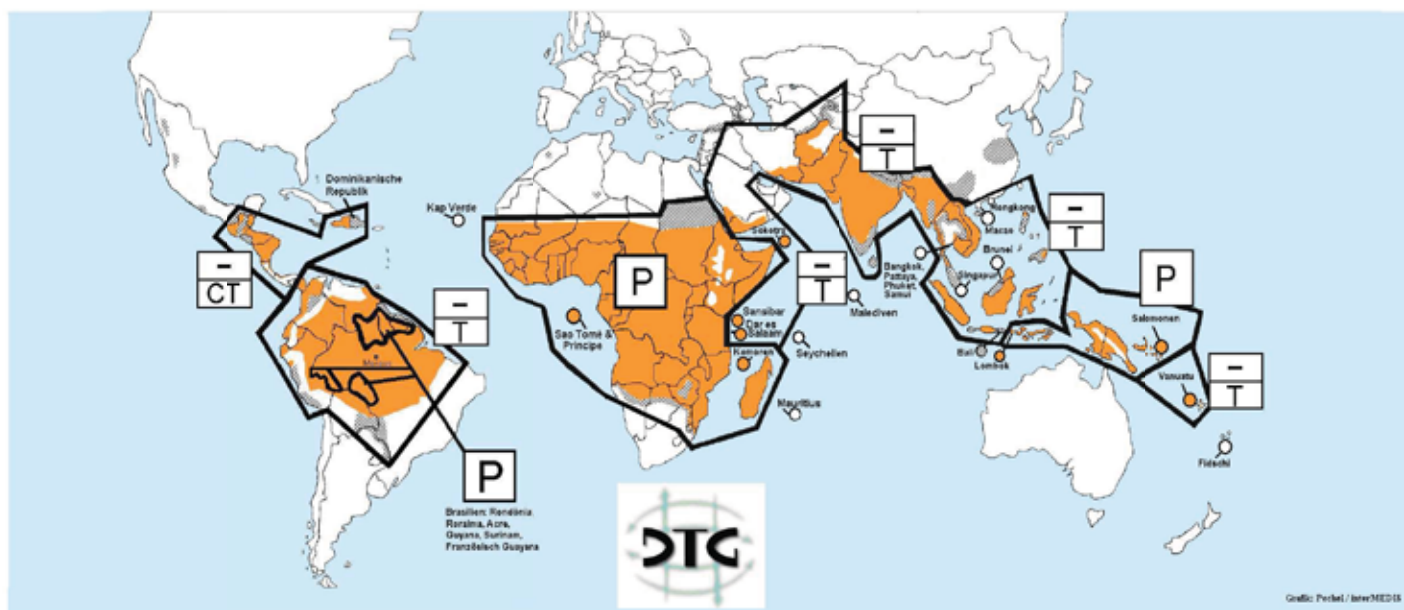 Dominikanische
Republik
Kap Verde
–
T
Hongkong
Macao
–
T
Sokotra
Brunei
–
CT
P
–
T
Bangkok,
Pattaya,
Phuket,
Samui
Singapur
P
–
T
Malediven
Sansibar
Dar es
Salaam
Sao Tomé &
Principe
Komoren
Seychellen
Salomonen
Bali
Lombok
–
T
Vanuatu
Mauritius
P
Fidschi
Brasilien: Rondônia
Roraima, Acre,
Guyana, Surinam,
Französisch Guayana
DTG
Grafik: Ponkel / interMEDIS